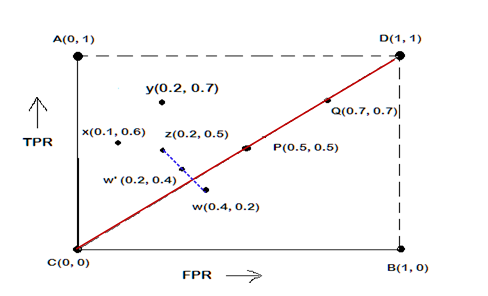 A(0, 1)
D(1, 1)
y(0.2, 0.7)
Q(0.7, 0.7)
TPR
x(0.1, 0.6)
z(0.2, 0.5)
P(0.5, 0.5)
w'(0.2, 0.4)
w(0.4, 0.2)
C(0, 0)
FPR
B(1, 0)